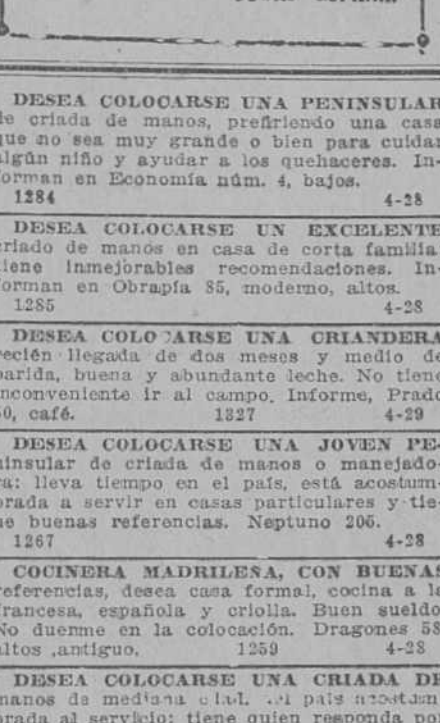 DESEA COLOCARSE UNA PENINSULAR
de criada de manos, prefiriendo una casa
que no sea muy grande o bien para cuidar
algún niño y ayudar a los quehaceres. In-
forman en Economía núm. 4, bajos.
1284 4-28
DESEA COLOCARSE UN EXCELENTE
criado de manos en casa de corta familia:
tiene inmejorables recomendaciones. In-
forman en Obrapía 85, moderno, altos.
1285 4-28
DESEA COLOCARSE UNA CRIANDERA
recién llegada de dos meses y medio de
parida, buena y abundante leche. No tiene
inconveniente ir al campo. Informe, Prado
50, café. 1327 4-29
DESEA COLOCARSE UNA JOVEN PE-
ninsular de criada de manos o manejado-
ra: lleva tiempo en el país, está acostum-
brada a servir en casas particulares y tie-
ne buenas referencias. Neptuno 206.
1267 4-28
COCINERA MADRILEÑA, CON BUENAS
referencias, desea casa formal, cocina a la
francesa, española y criolla. Buen sueldo.
No duerme en la colocación. Dragones 58,
altos ,antiguo. 1259 4-28
DESEA COLOCARSE UNA CRIADA DE
manos de mediana del país acostum-
brada al servicio; tiene quien responda